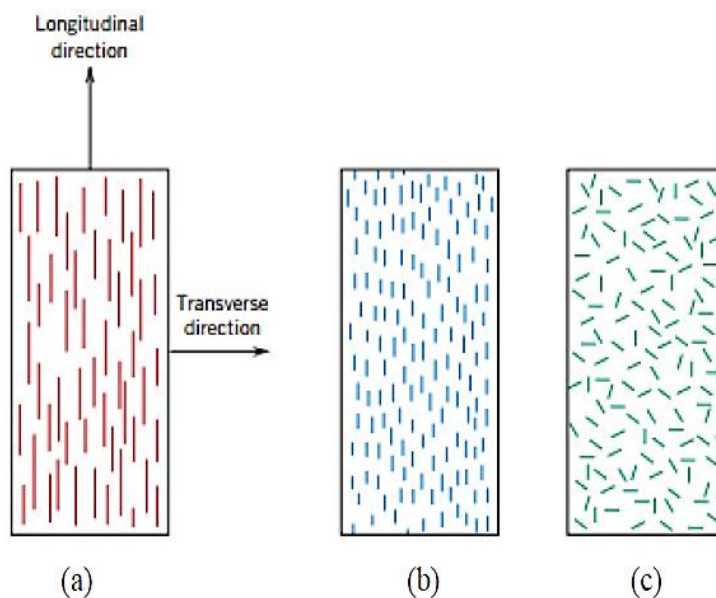 Longitudinal
direction
Transverse
direction
(a)
(b)
(c)